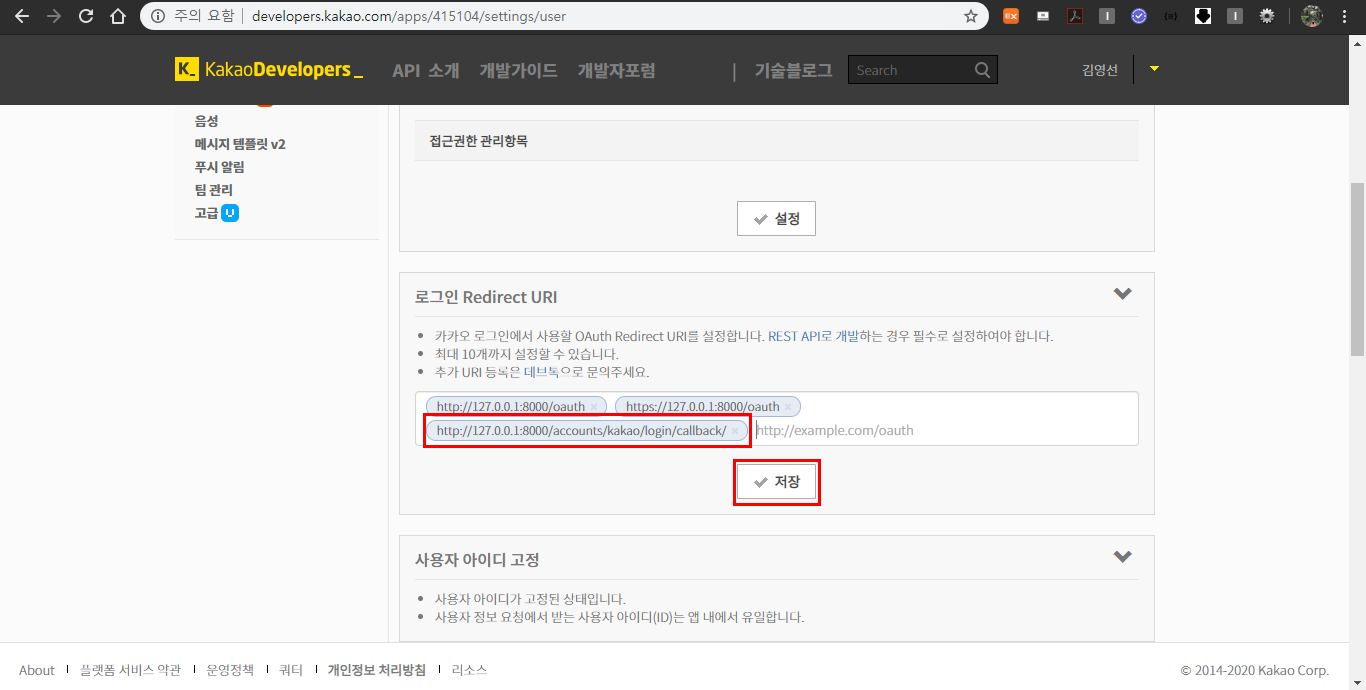 주의 요함 developers.kakao.com/apps/415104/settings/user
K_ KakaoDevelopers_ API 소개 개발가이드 개발자포럼 | 기술블로그 Search 김영선
음성
메시지 템플릿 v2
푸시 알림
팀 관리
고급 U
접근권한 관리항목
설정
로그인 Redirect URI
카카오 로그인에서 사용할 OAuth Redirect URI를 설정합니다. REST API로 개발하는 경우 필수로 설정하여야 합니다.
최대 10개까지 설정할 수 있습니다.
추가 URI 등록은 데브톡으로 문의주세요.
http://127.0.0.1:8000/oauth × https://127.0.0.1:8000/oauth ×
http://127.0.0.1:8000/accounts/kakao/login/callback/ × http://example.com/oauth
저장
사용자 아이디 고정
사용자 아이디가 고정된 상태입니다.
사용자 정보 요청에서 받는 사용자 아이디(ID)는 앱 내에서 유일합니다.
About | 플랫폼 서비스 약관 | 운영정책 | 쿼터 | 개인정보 처리방침 | 리소스 © 2014-2020 Kakao Corp.